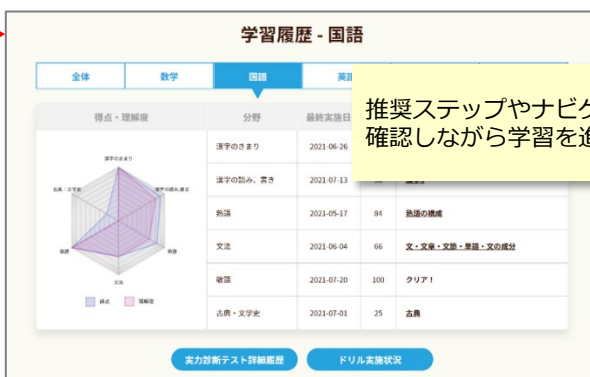 学習履歴 - 国語
全体 数学 国語 英語
推奨ステップやナビゲ
確認しながら学習を進
得点・理解度 分野 最終実施日
漢字のきまり 2021-06-26
漢字の読み、書き 2021-07-13
熟語 2021-05-17 84 熟語の構成
文法 2021-06-04 66 文・文章・文節・単語・文の成分
敬語 2021-07-20 100 クリア！
古典・文学史 2021-07-01 25 古典
漢字のきまり
漢字の読み、書き
熟語
文法
敬語
古典・文学史
得点 理解度
実力診断テスト詳細履歴 ドリル実施状況